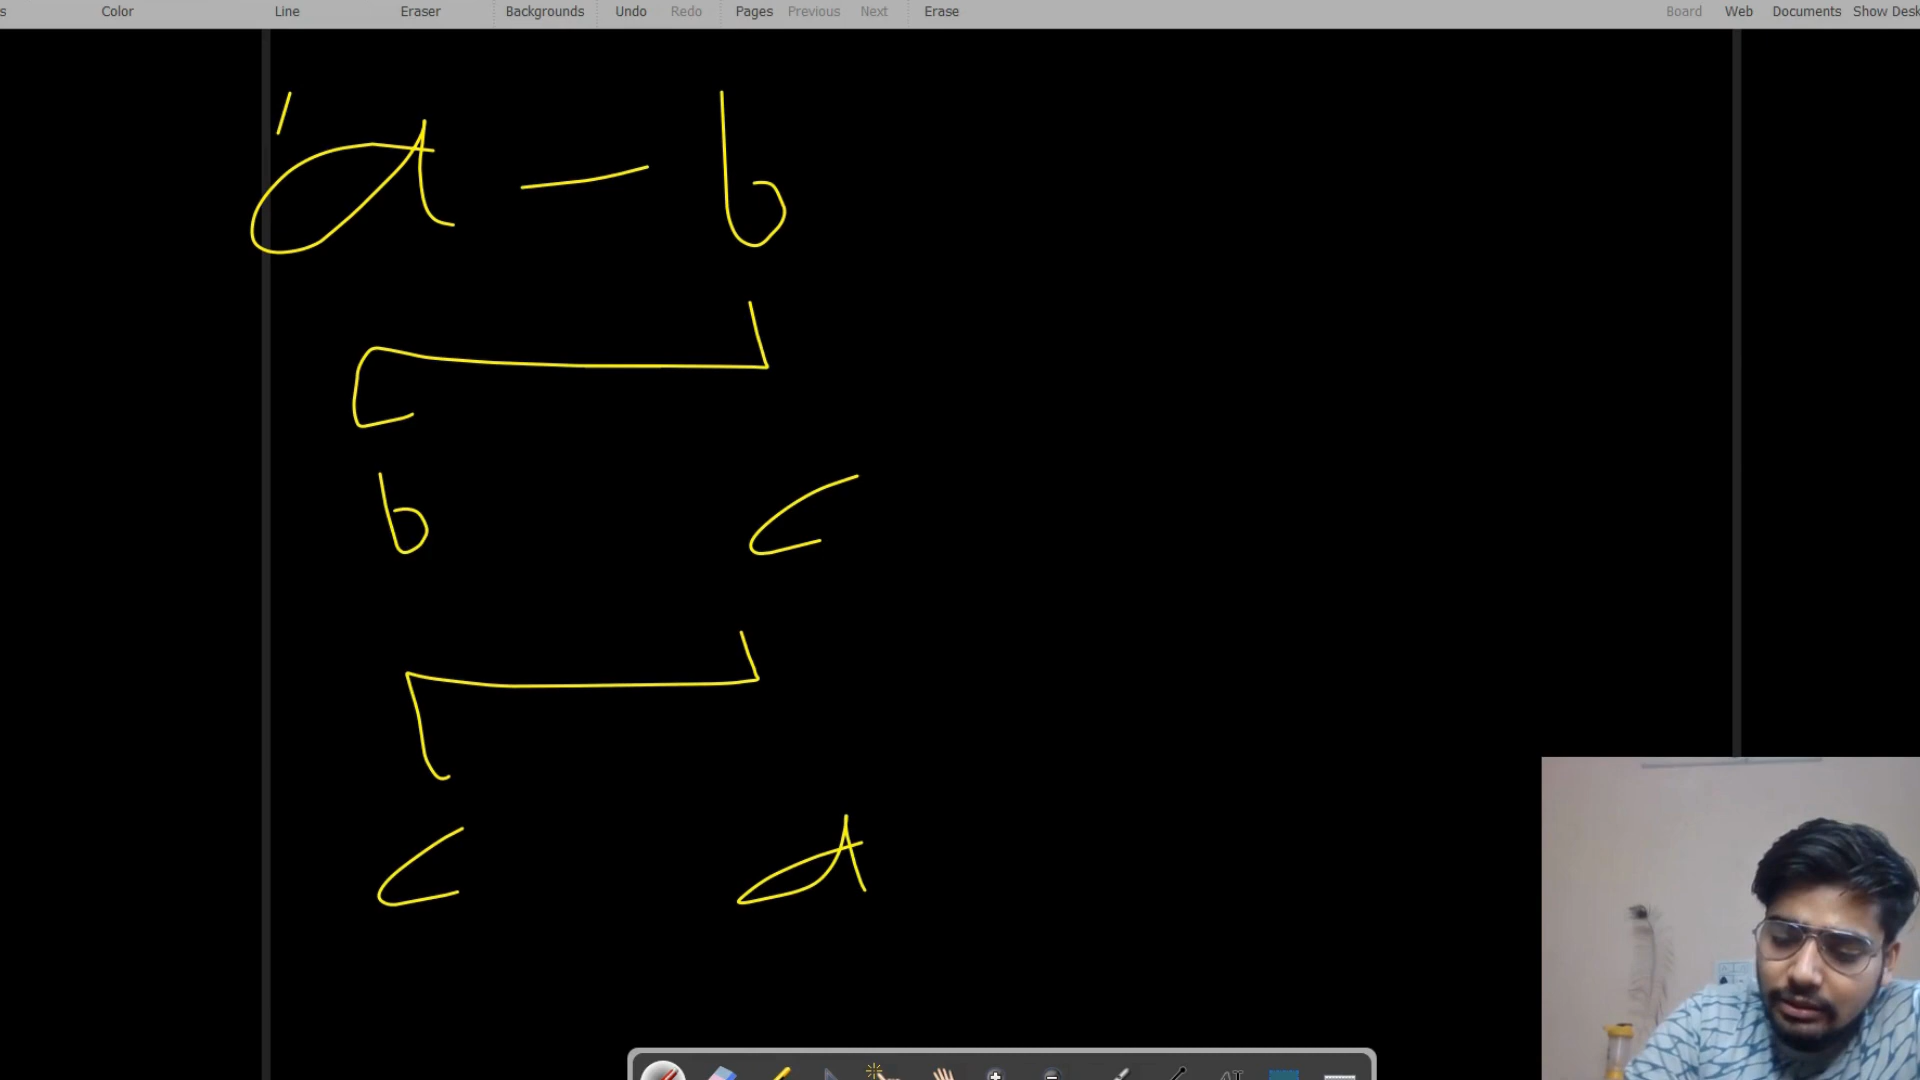 s Color Line Eraser Backgrounds Undo Redo Pages Previous Next Erase Board Web Documents Show Desk
a — b
b c
c d